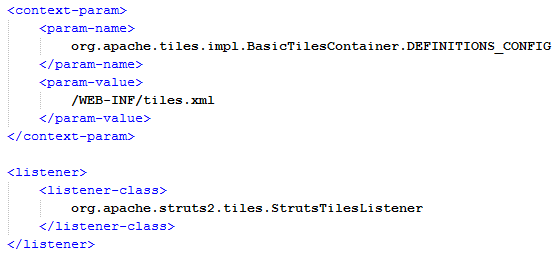 <context-param>
<param-name>
org.apache.tiles.impl.BasicTilesContainer.DEFINITIONS_CONFIG
</param-name>
<param-value>
/WEB-INF/tiles.xml
</param-value>
</context-param>
<listener>
<listener-class>
org.apache.struts2.tiles.StrutsTilesListener
</listener-class>
</listener>